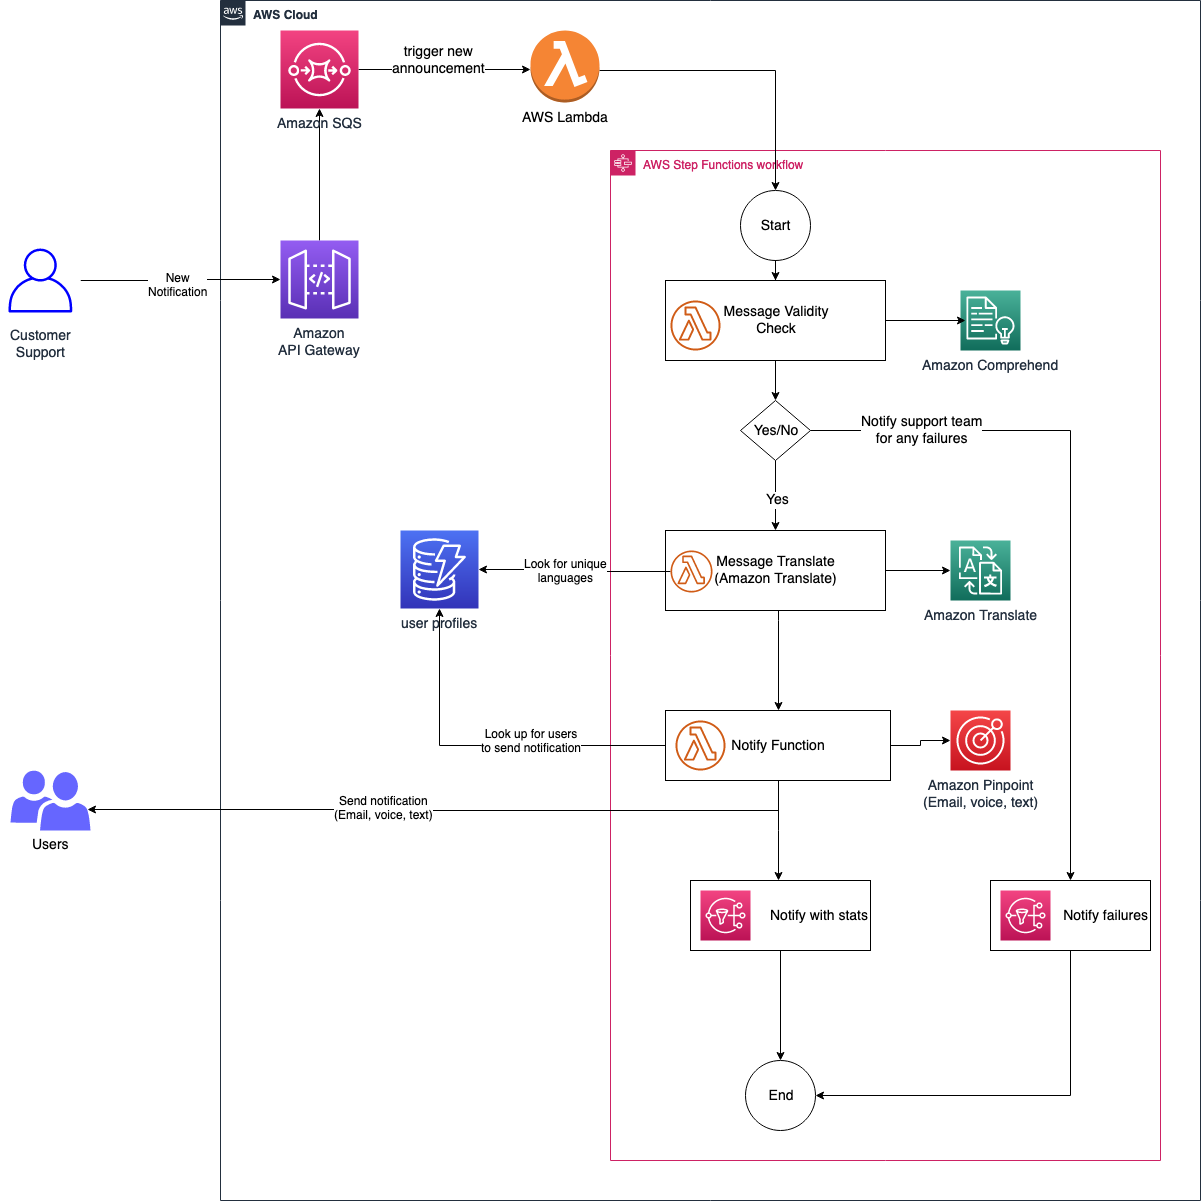 aws
AWS Cloud
trigger new
announcement
Amazon SQS
AWS Lambda
AWS Step Functions workflow
Start
New
Notification
Customer
Support
Amazon
API Gateway
Message Validity
Check
Amazon Comprehend
Yes/No
Notify support team
for any failures
Yes
Look for unique
languages
Message Translate
(Amazon Translate)
A
文
user profiles
Amazon Translate
Look up for users
to send notification
Notify Function
Amazon Pinpoint
(Email, voice, text)
Send notification
(Email, voice, text)
Users
Notify with stats
Notify failures
End